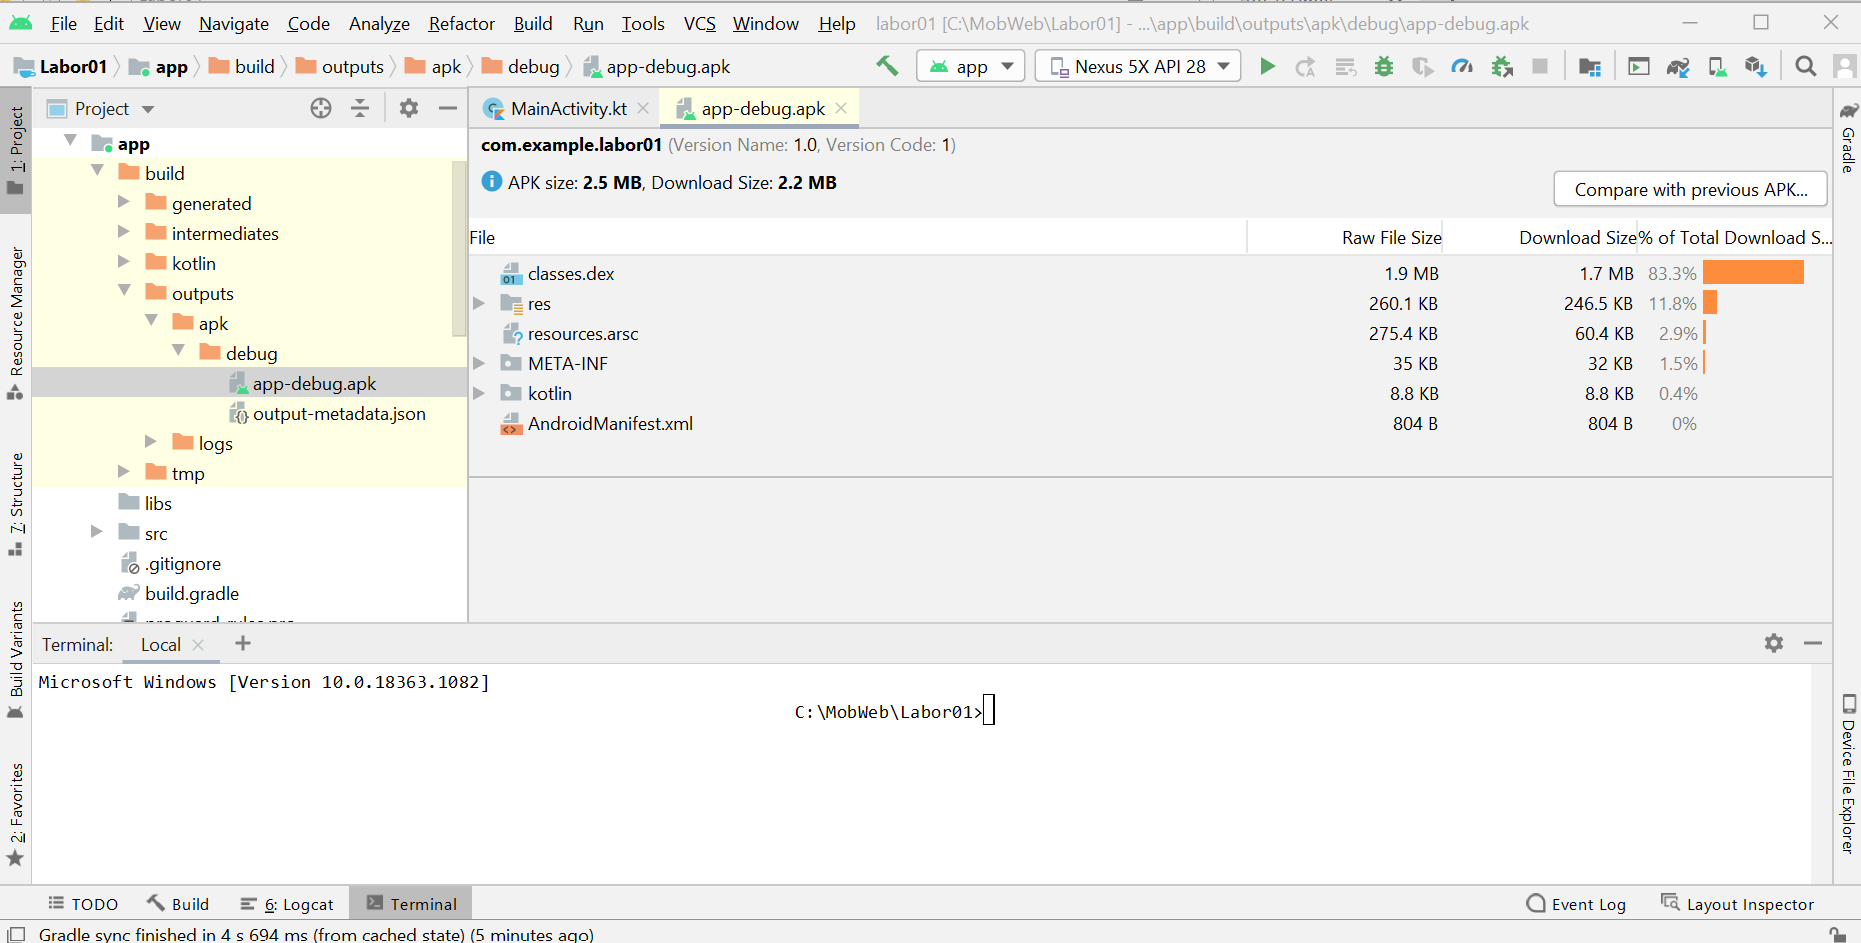 File Edit View Navigate Code Analyze Refactor Build Run Tools VCS Window Help labor01 [C:\MobWeb\Labor01] - ...\app\build\outputs\apk\debug\app-debug.apk
Labor01 app build outputs apk debug app-debug.apk app Nexus 5X API 28
Project
MainActivity.kt app-debug.apk
1: Project
Resource Manager
7: Structure
Build Variants
2: Favorites
app
build
generated
intermediates
kotlin
outputs
apk
debug
app-debug.apk
output-metadata.json
logs
tmp
libs
src
.gitignore
build.gradle
com.example.labor01 (Version Name: 1.0, Version Code: 1)
APK size: 2.5 MB, Download Size: 2.2 MB
Compare with previous APK...
File Raw File Size Download Size % of Total Download S...
classes.dex 1.9 MB 1.7 MB 83.3%
res 260.1 KB 246.5 KB 11.8%
resources.arsc 275.4 KB 60.4 KB 2.9%
META-INF 35 KB 32 KB 1.5%
kotlin 8.8 KB 8.8 KB 0.4%
AndroidManifest.xml 804 B 804 B 0%
Gradle
Device File Explorer
Terminal: Local
Microsoft Windows [Version 10.0.18363.1082]
C:\MobWeb\Labor01>
TODO Build 6: Logcat Terminal Event Log Layout Inspector
Gradle sync finished in 4 s 694 ms (from cached state) (5 minutes ago)